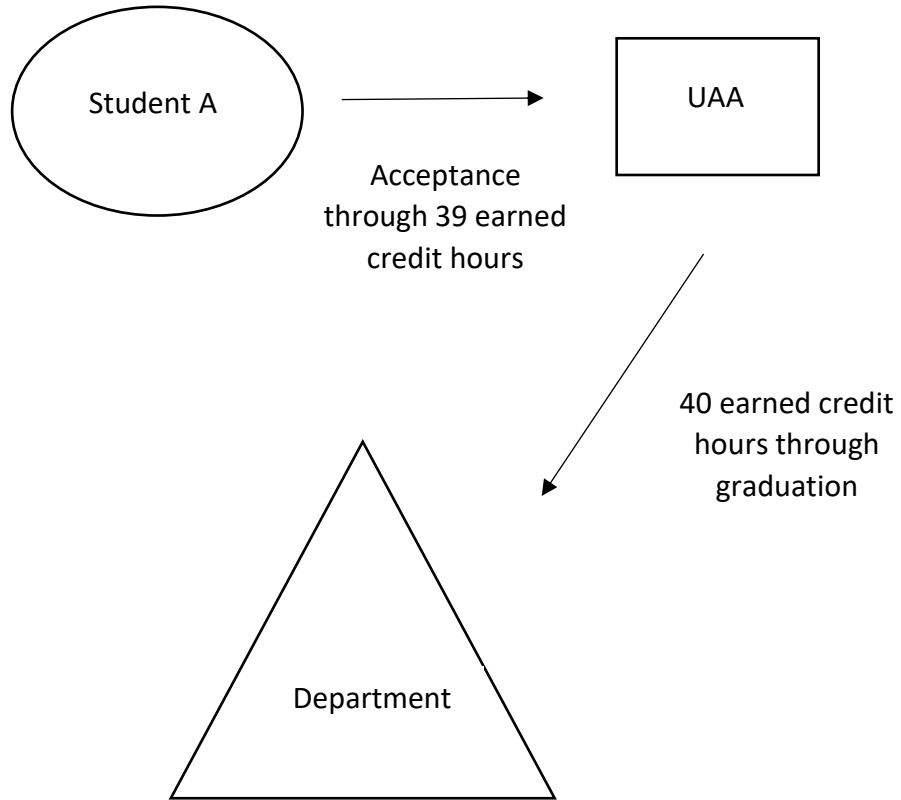 Student A
UAA
Acceptance
through 39 earned
credit hours
40 earned credit
hours through
graduation
Department